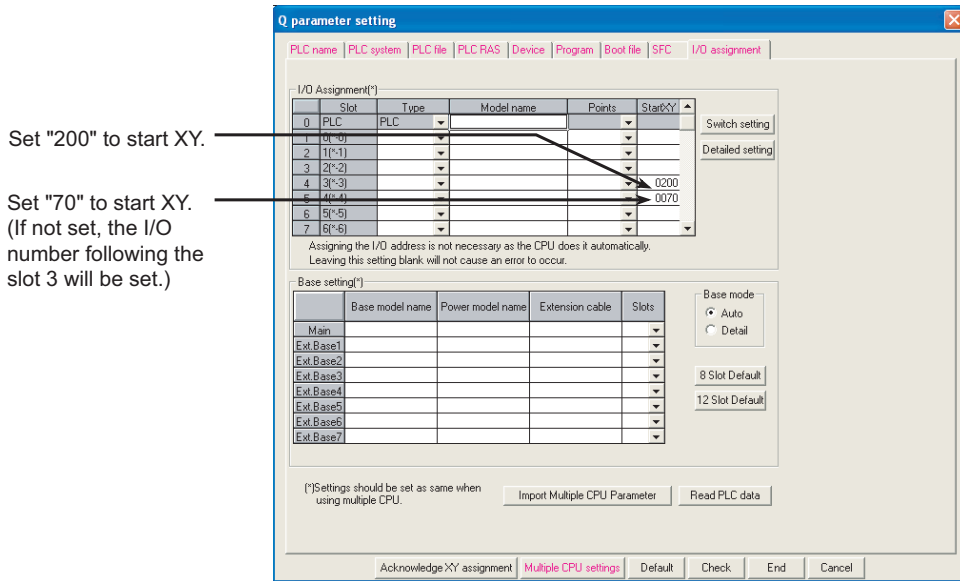 Q parameter setting
PLC name PLC system PLC file PLC RAS Device Program Boot file SFC I/O assignment
I/O Assignment(*)
Slot Type Model name Points StartXY
0 PLC PLC
Switch setting
1 0(*-0)
2 1(*-1)
Detailed setting
3 2(*-2)
4 3(*-3) 0200
5 4(*-4) 0070
6 5(*-5)
7 6(*-6)
Assigning the I/O address is not necessary as the CPU does it automatically.
Leaving this setting blank will not cause an error to occur.
Set "200" to start XY.
Set "70" to start XY.
(If not set, the I/O
number following the
slot 3 will be set.)
Base setting(*)
Base model name Power model name Extension cable Slots
Main
Ext.Base1
Ext.Base2
Ext.Base3
Ext.Base4
Ext.Base5
Ext.Base6
Ext.Base7
Base mode
Auto
Detail
8 Slot Default
12 Slot Default
(*)Settings should be set as same when
using multiple CPU.
Import Multiple CPU Parameter Read PLC data
Acknowledge XY assignment Multiple CPU settings Default Check End Cancel